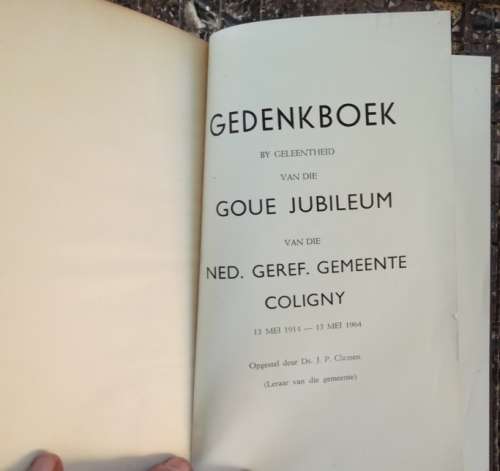 GEDENKBOEK
BY GELEENTHEID
VAN DIE
GOUE JUBILEUM
VAN DIE
NED. GEREF. GEMEENTE
COLIGNY
13 MEI 1914 — 13 MEI 1964
Opgestel deur Ds. J. P. Claasen
(Leraar van die gemeente)